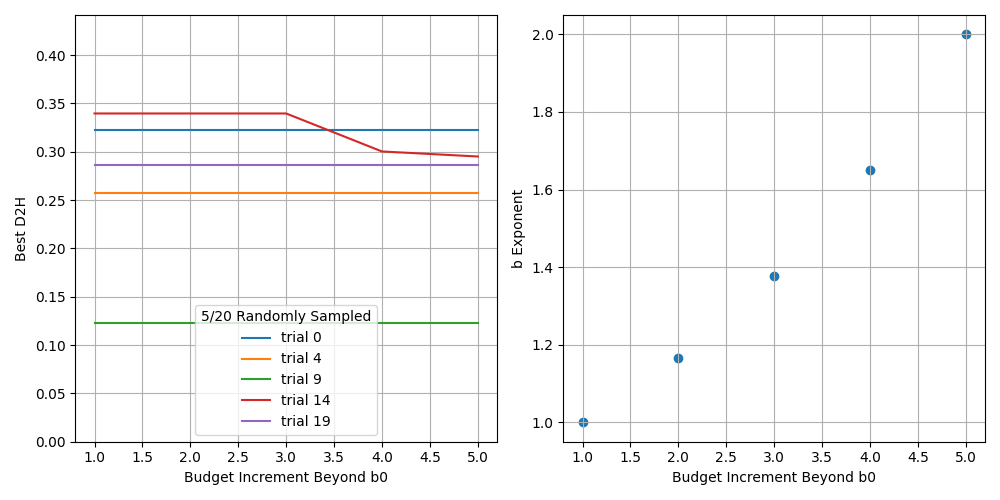 0.40
0.35
0.30
0.25
0.20
0.15
0.10
0.05
0.00
Best D2H
5/20 Randomly Sampled
trial 0
trial 4
trial 9
trial 14
trial 19
1.0 1.5 2.0 2.5 3.0 3.5 4.0 4.5 5.0
Budget Increment Beyond b0
2.0
1.8
1.6
1.4
1.2
1.0
b Exponent
1.0 1.5 2.0 2.5 3.0 3.5 4.0 4.5 5.0
Budget Increment Beyond b0